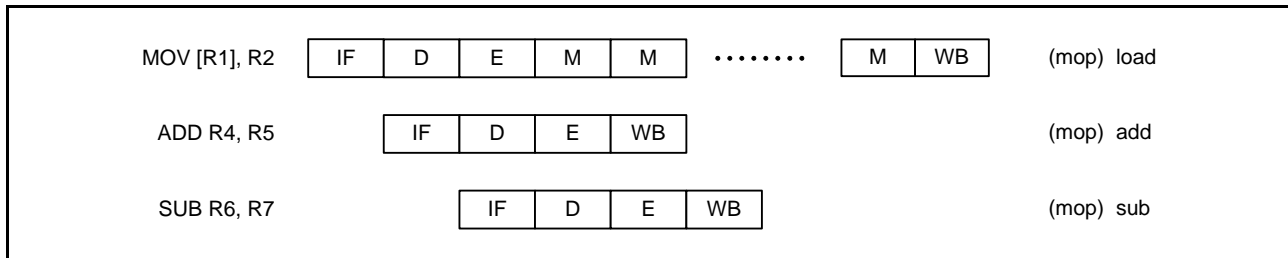 MOV [R1], R2 IF D E M M ........ M WB (mop) load
ADD R4, R5 IF D E WB (mop) add
SUB R6, R7 IF D E WB (mop) sub